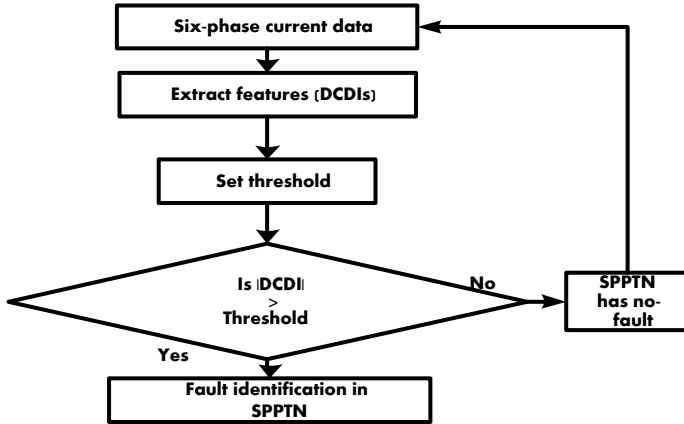 Six-phase current data
Extract features (DCDIs)
Set threshold
Is |DCDI|
>
Threshold
No
SPPTN
has no-
fault
Yes
Fault identification in
SPPTN